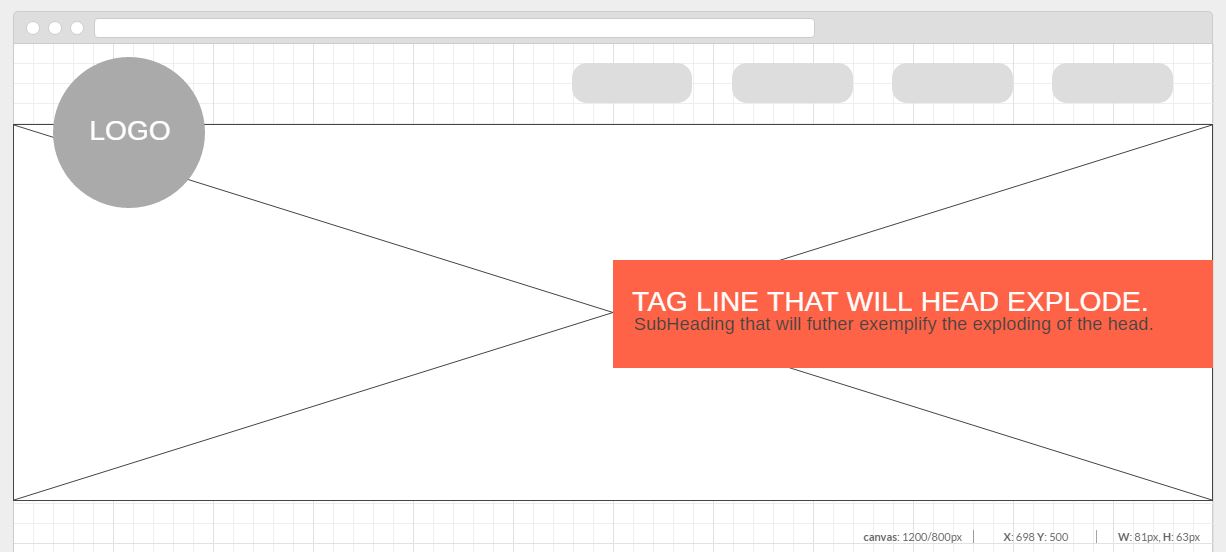 LOGO
TAG LINE THAT WILL HEAD EXPLODE.
SubHeading that will futher exemplify the exploding of the head.
canvas: 1200/800px | X: 698 Y: 500 | W: 81px, H: 63px